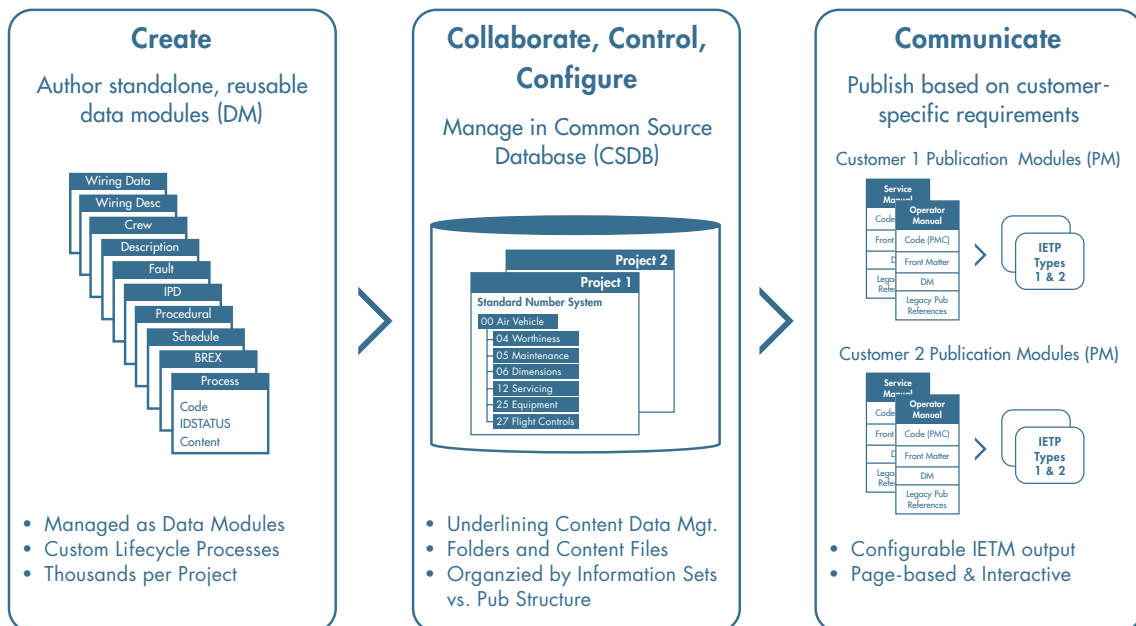 Create
Author standalone, reusable
data modules (DM)
Wiring Data
Wiring Desc
Crew
Description
Fault
IPD
Procedural
Schedule
BREX
Process
Code
IDSTATUS
Content
• Managed as Data Modules
• Custom Lifecycle Processes
• Thousands per Project
Collaborate, Control,
Configure
Manage in Common Source
Database (CSDB)
Project 2
Project 1
Standard Number System
00 Air Vehicle
04 Worthiness
05 Maintenance
06 Dimensions
12 Servicing
25 Equipment
27 Flight Controls
• Underlining Content Data Mgt.
• Folders and Content Files
• Organzied by Information Sets
vs. Pub Structure
Communicate
Publish based on customer-
specific requirements
Customer 1 Publication Modules (PM)
Service
Code
Front
Operator
Manual
Code (PMC)
Front Matter
DM
Legacy Pub
References
IETP
Types
1 & 2
Customer 2 Publication Modules (PM)
Service
Code
Front
Operator
Manual
Code (PMC)
Front Matter
DM
Legacy Pub
References
IETP
Types
1 & 2
• Configurable IETM output
• Page-based & Interactive